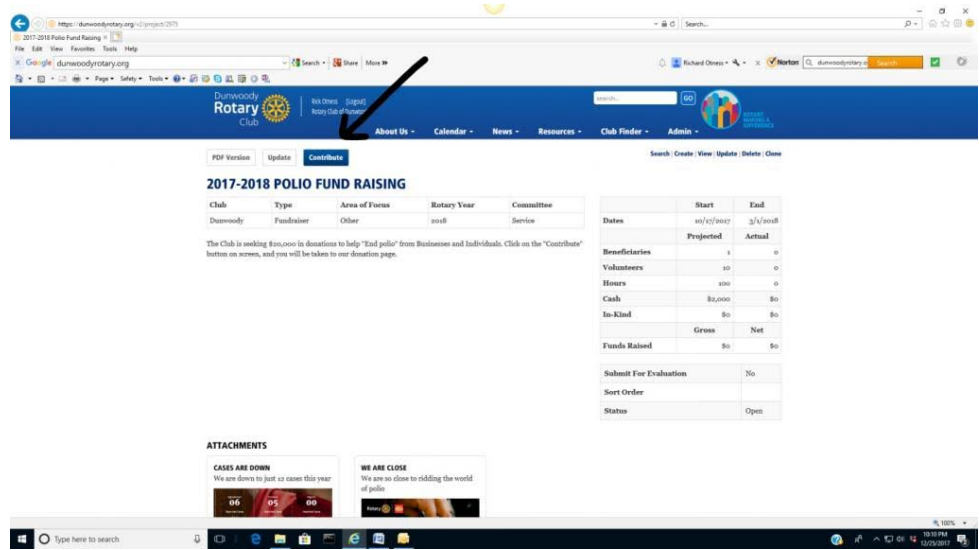 https://dunwoodyrotary.org/v2/project/2975
Search...
2017-2018 Polio Fund Raising
File Edit View Favorites Tools Help
Google dunwoodyrotary.org Search Share More »
Richard Otness Norton dunwoodyrotary.o Search
Page Safety Tools
Dunwoody
Rotary
Club
Rick Otness [Logout]
Rotary Club of Dunwoo
search... GO
ROTARY
MAKING A
DIFFERENCE
About Us Calendar News Resources Club Finder Admin
PDF Version Update Contribute
Search | Create | View | Update | Delete | Clone
2017-2018 POLIO FUND RAISING
Club Type Area of Focus Rotary Year Committee
Dunwoody Fundraiser Other 2018 Service
The Club is seeking $20,000 in donations to help "End polio" from Businesses and Individuals. Click on the "Contribute"
button on screen, and you will be taken to our donation page.
Start End
Dates 10/17/2017 3/1/2018
Projected Actual
Beneficiaries 1 0
Volunteers 10 0
Hours 100 0
Cash $2,000 $0
In-Kind $0 $0
Gross Net
Funds Raised $0 $0
Submit For Evaluation No
Sort Order
Status Open
ATTACHMENTS
CASES ARE DOWN
We are down to just 12 cases this year
06 05 00
WE ARE CLOSE
We are so close to ridding the world
of polio
Rotary
100%
Type here to search
10:10 PM
12/25/2017